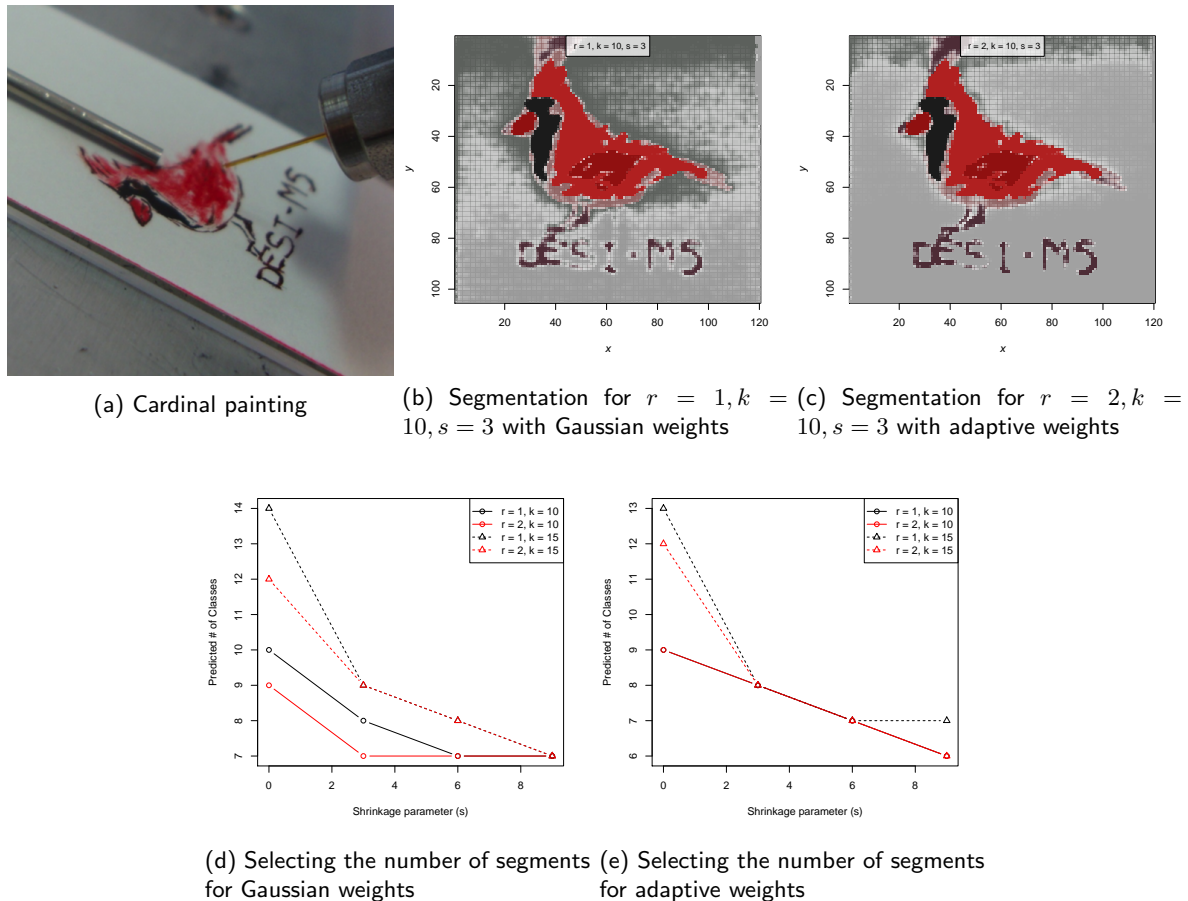 DESI·MS
r = 1, k = 10, s = 3
20
40
60
80
100
y
20
40
60
80
100
120
x
DESI·MS
r = 2, k = 10, s = 3
20
40
60
80
100
y
20
40
60
80
100
120
x
DESI·MS
(a) Cardinal painting
(b) Segmentation for r = 1, k =
10, s = 3 with Gaussian weights
(c) Segmentation for r = 2, k =
10, s = 3 with adaptive weights
r = 1, k = 10
r = 2, k = 10
r = 1, k = 15
r = 2, k = 15
14
13
12
11
10
9
8
7
Predicted # of Classes
0
2
4
6
8
Shrinkage parameter (s)
r = 1, k = 10
r = 2, k = 10
r = 1, k = 15
r = 2, k = 15
13
12
11
10
9
8
7
6
Predicted # of Classes
0
2
4
6
8
Shrinkage parameter (s)
(d) Selecting the number of segments
for Gaussian weights
(e) Selecting the number of segments
for adaptive weights